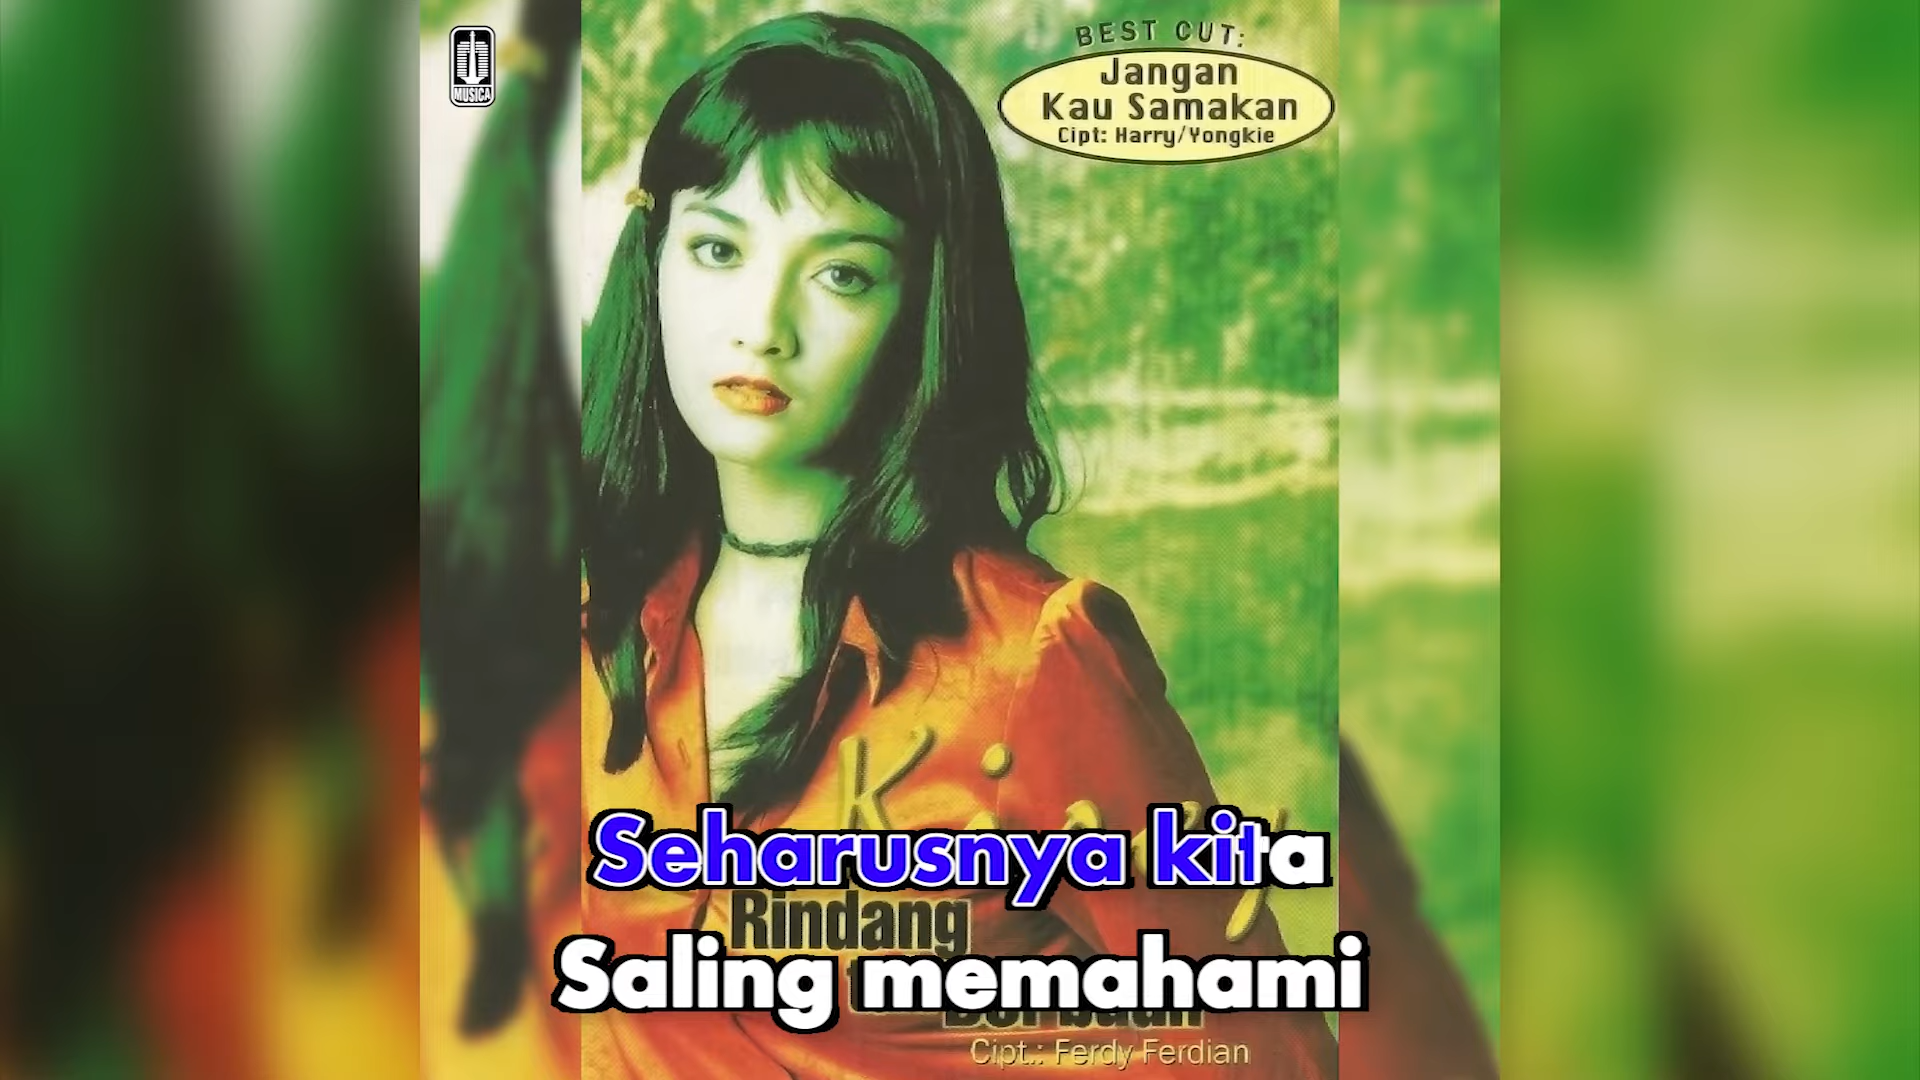 MUSICA
BEST CUT:
Jangan
Kau Samakan
Cipt: Harry/Yongkie
Seharusnya kita
Rindang
Saling memahami
Cipt.: Ferdy Ferdian